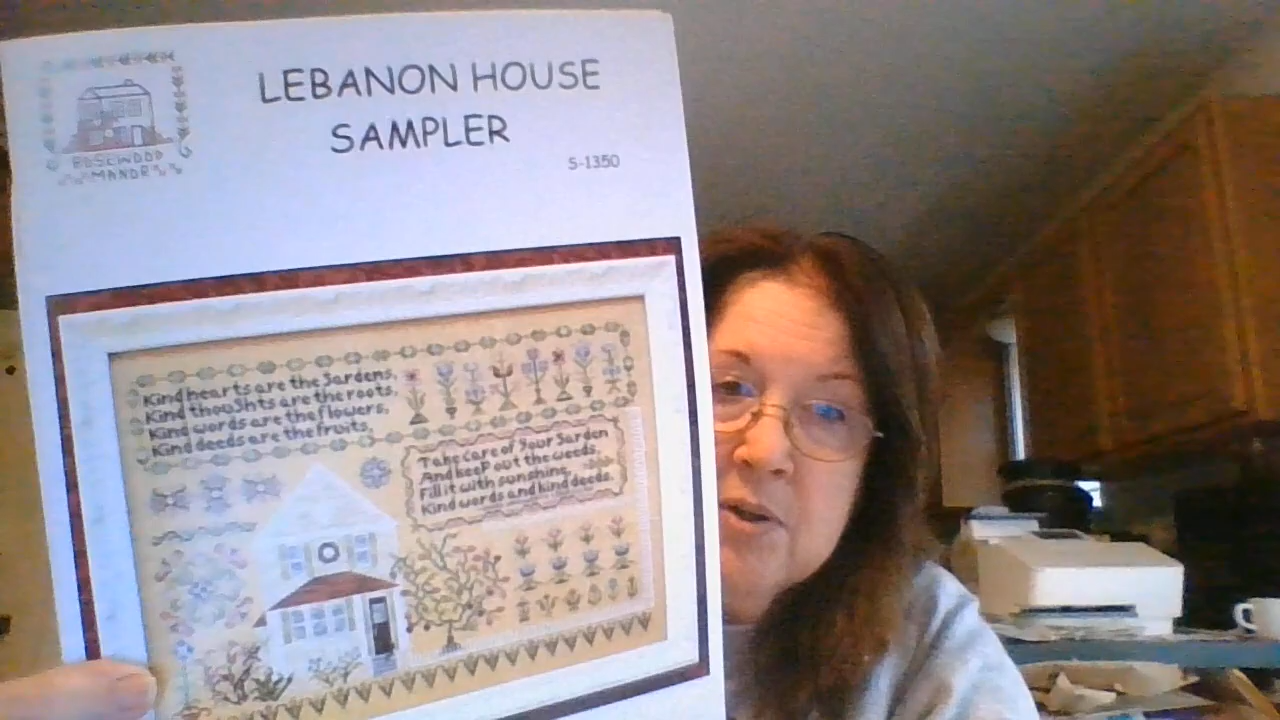 LEBANON HOUSE
SAMPLER
S-1350
ROSEWOOD
MANOR
Kind hearts are the Gardens,
Kind thoughts are the roots,
Kind words are the flowers,
Kind deeds are the fruits.
Take care of Your Garden
And keep out the weeds,
Fill it with sunshine,
Kind words and kind deeds.